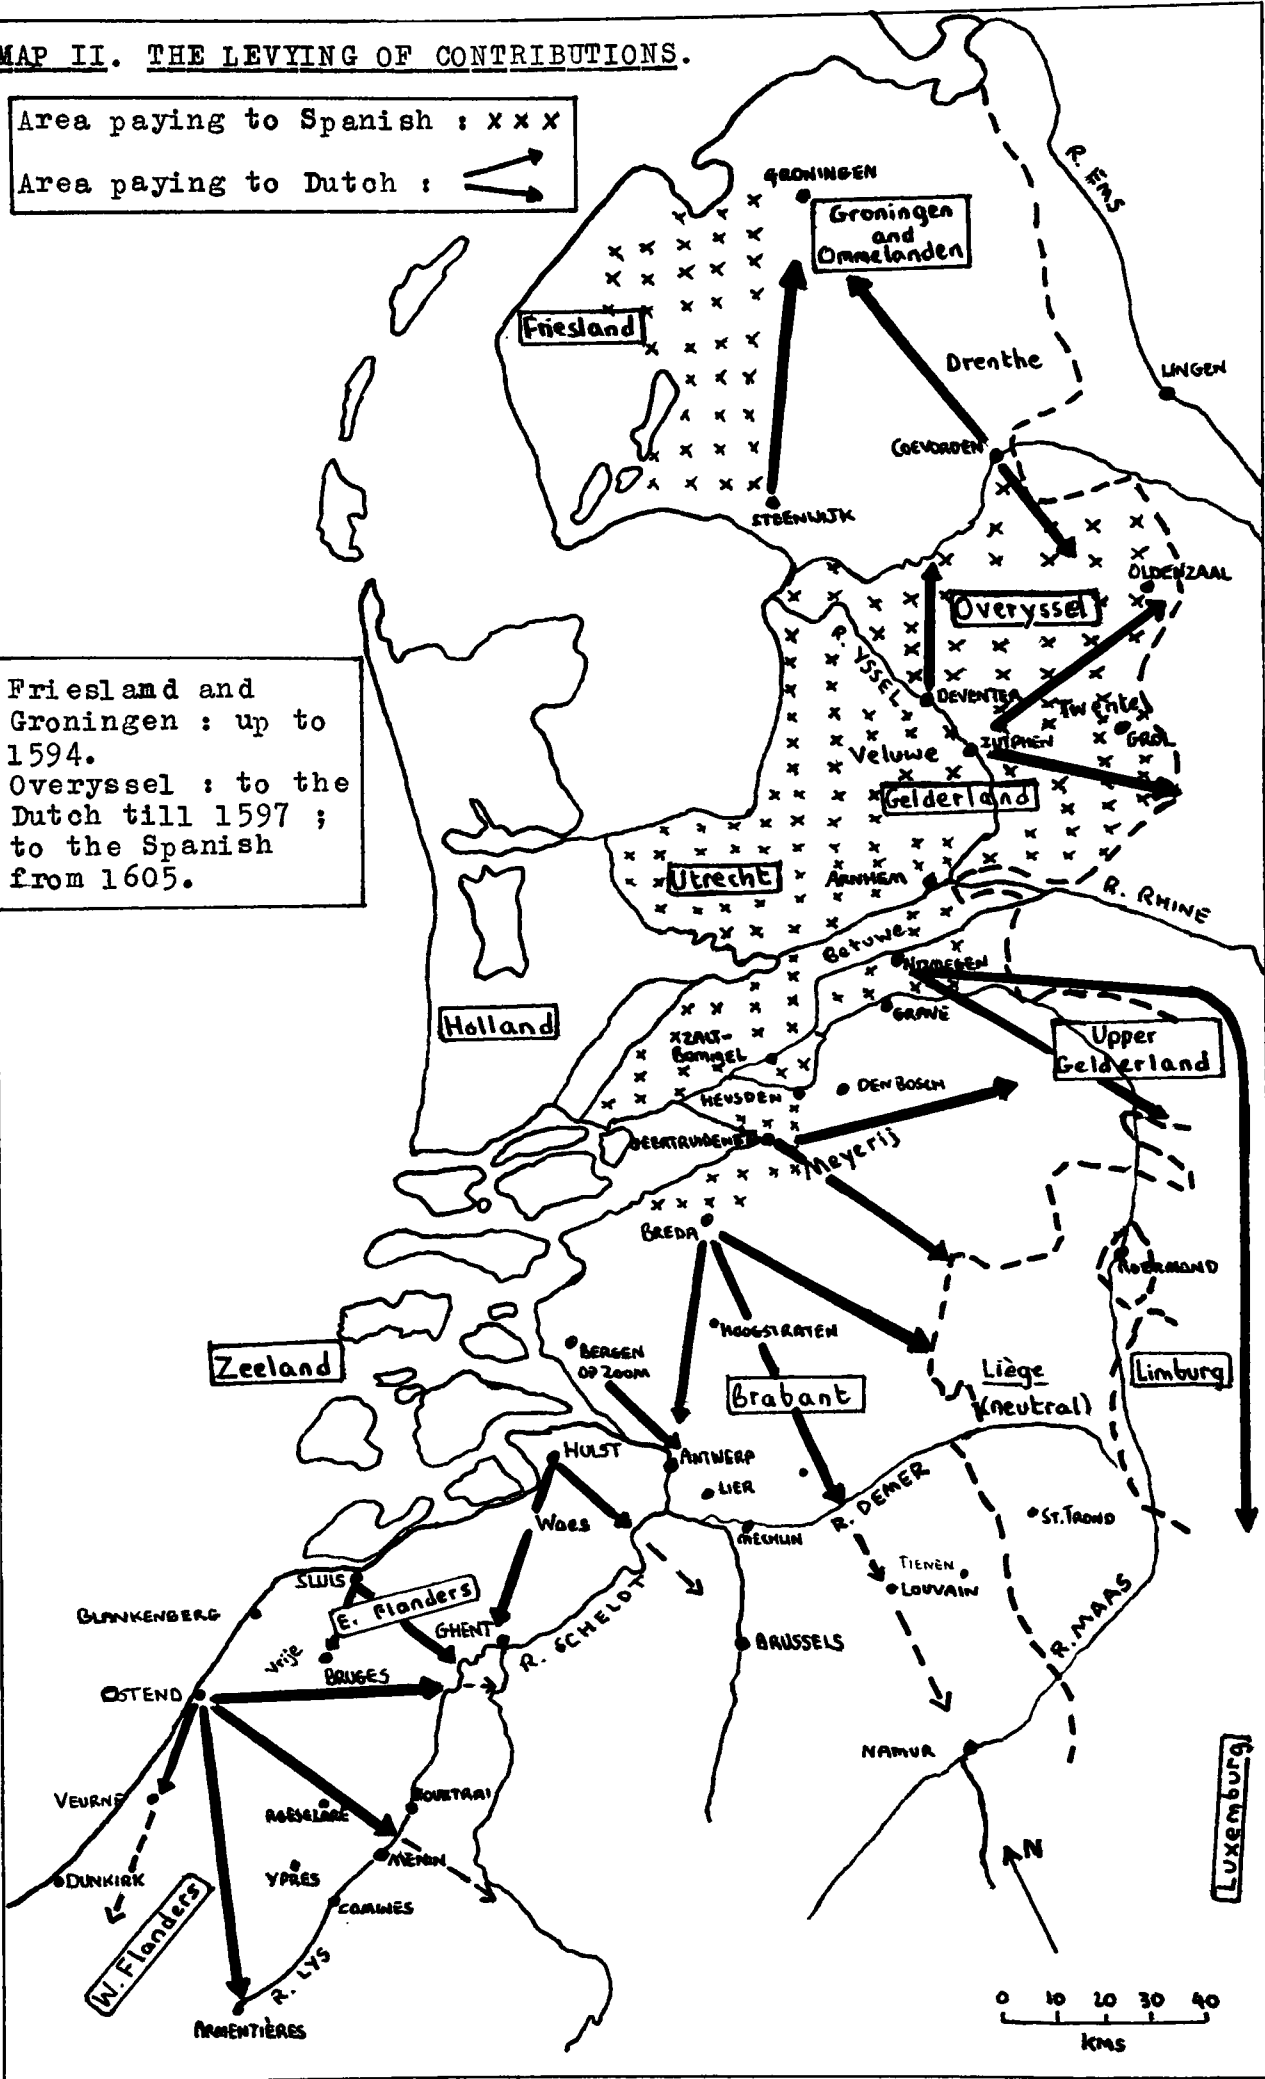 MAP II. THE LEVYING OF CONTRIBUTIONS.
Area paying to Spanish : x x x
Area paying to Dutch :
R. EMS
GRONINGEN
Groningen
and
Ommelanden
Friesland
Drenthe
LINGEN
COEVORDEN
STEENWIJK
OLDENZAAL
Overyssel
R. YSSEL
Friesland and
Groningen : up to
1594.
Overyssel : to the
Dutch till 1597 ;
to the Spanish
from 1605.
DEVENTER
Twente
GROL
ZUTPHEN
Veluwe
Gelderland
Utrecht
ARNHEM
R. RHINE
Betuwe
NIJMEGEN
GRAVE
Holland
ZALT-
BOMMEL
Upper
Gelderland
HEUSDEN
DEN BOSCH
Meyerij
BREDA
ROERMOND
HOOGSTRATEN
BERGEN
OP ZOOM
Zeeland
Brabant
Liège
(neutral)
Limburg
HULST
ANTWERP
LIER
R. DEMER
Waes
MECHLIN
ST. TROND
TIENEN
LOUVAIN
SLUIS
E. Flanders
BLANKENBERG
GHENT
R. SCHELDT
BRUSSELS
R. MAAS
Vrije
BRUGES
OSTEND
NAMUR
VEURNE
ROESELARE
KOURTRAI
MENIN
DUNKIRK
YPRES
COMINES
W. Flanders
R. LYS
ARMENTIÈRES
N
Luxemburg
0 10 20 30 40
KMS